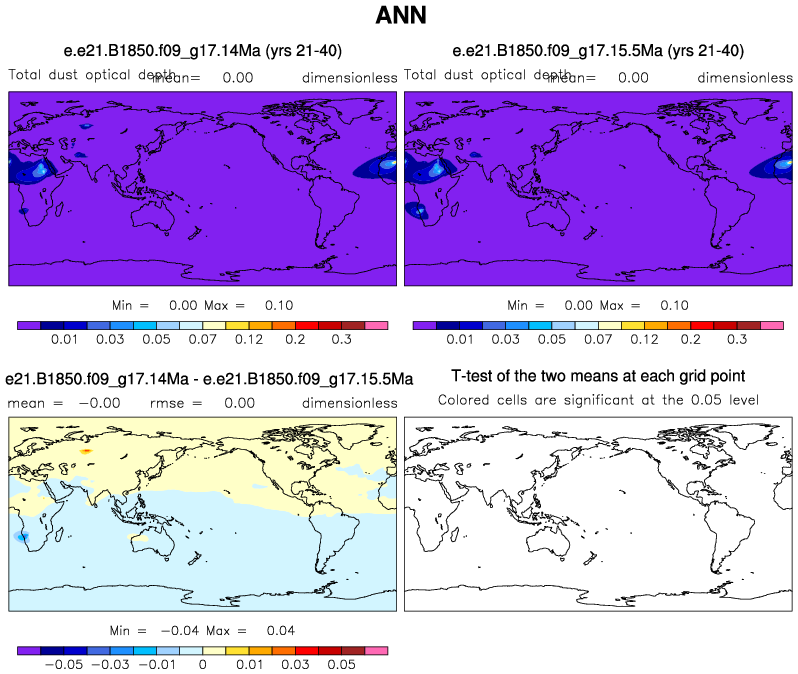 ANN
e.e21.B1850.f09_g17.14Ma (yrs 21-40)
Total dust optical depth mean= 0.00 dimensionless
Min = 0.00 Max = 0.10
0.01 0.03 0.05 0.07 0.12 0.2 0.3
e.e21.B1850.f09_g17.15.5Ma (yrs 21-40)
Total dust optical depth mean= 0.00 dimensionless
Min = 0.00 Max = 0.10
0.01 0.03 0.05 0.07 0.12 0.2 0.3
e21.B1850.f09_g17.14Ma - e.e21.B1850.f09_g17.15.5Ma
mean = -0.00 rmse = 0.00 dimensionless
Min = -0.04 Max = 0.04
-0.05 -0.03 -0.01 0 0.01 0.03 0.05
T-test of the two means at each grid point
Colored cells are significant at the 0.05 level